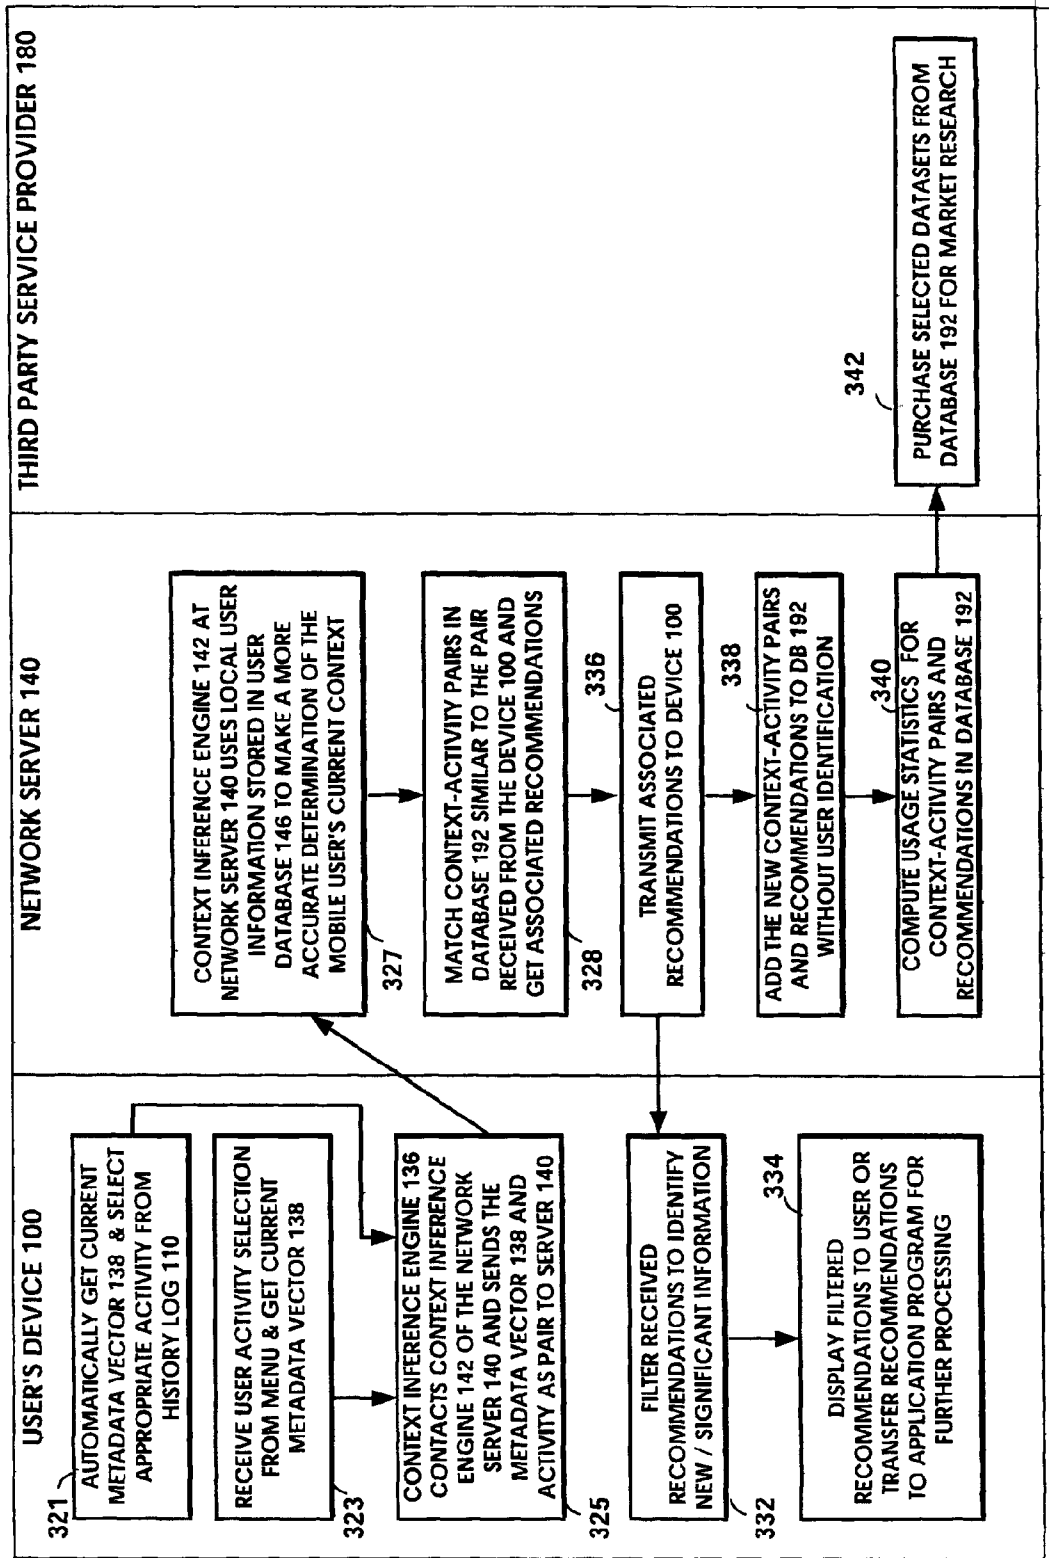 USER'S DEVICE 100
321
AUTOMATICALLY GET CURRENT
METADATA VECTOR 138 & SELECT
APPROPRIATE ACTIVITY FROM
HISTORY LOG 110
323
RECEIVE USER ACTIVITY SELECTION
FROM MENU & GET CURRENT
METADATA VECTOR 138
CONTEXT INFERENCE ENGINE 136
CONTACTS CONTEXT INFERENCE
ENGINE 142 OF THE NETWORK
SERVER 140 AND SENDS THE
METADATA VECTOR 138 AND
ACTIVITY AS PAIR TO SERVER 140
325
FILTER RECEIVED
RECOMMENDATIONS TO IDENTIFY
NEW / SIGNIFICANT INFORMATION
332
334
DISPLAY FILTERED
RECOMMENDATIONS TO USER OR
TRANSFER RECOMMENDATIONS
TO APPLICATION PROGRAM FOR
FURTHER PROCESSING
NETWORK SERVER 140
CONTEXT INFERENCE ENGINE 142 AT
NETWORK SERVER 140 USES LOCAL USER
INFORMATION STORED IN USER
DATABASE 146 TO MAKE A MORE
ACCURATE DETERMINATION OF THE
MOBILE USER'S CURRENT CONTEXT
327
MATCH CONTEXT-ACTIVITY PAIRS IN
DATABASE 192 SIMILAR TO THE PAIR
RECEIVED FROM THE DEVICE 100 AND
GET ASSOCIATED RECOMMENDATIONS
328
336
TRANSMIT ASSOCIATED
RECOMMENDATIONS TO DEVICE 100
338
ADD THE NEW CONTEXT-ACTIVITY PAIRS
AND RECOMMENDATIONS TO DB 192
WITHOUT USER IDENTIFICATION
340
COMPUTE USAGE STATISTICS FOR
CONTEXT-ACTIVITY PAIRS AND
RECOMMENDATIONS IN DATABASE 192
THIRD PARTY SERVICE PROVIDER 180
342
PURCHASE SELECTED DATASETS FROM
DATABASE 192 FOR MARKET RESEARCH